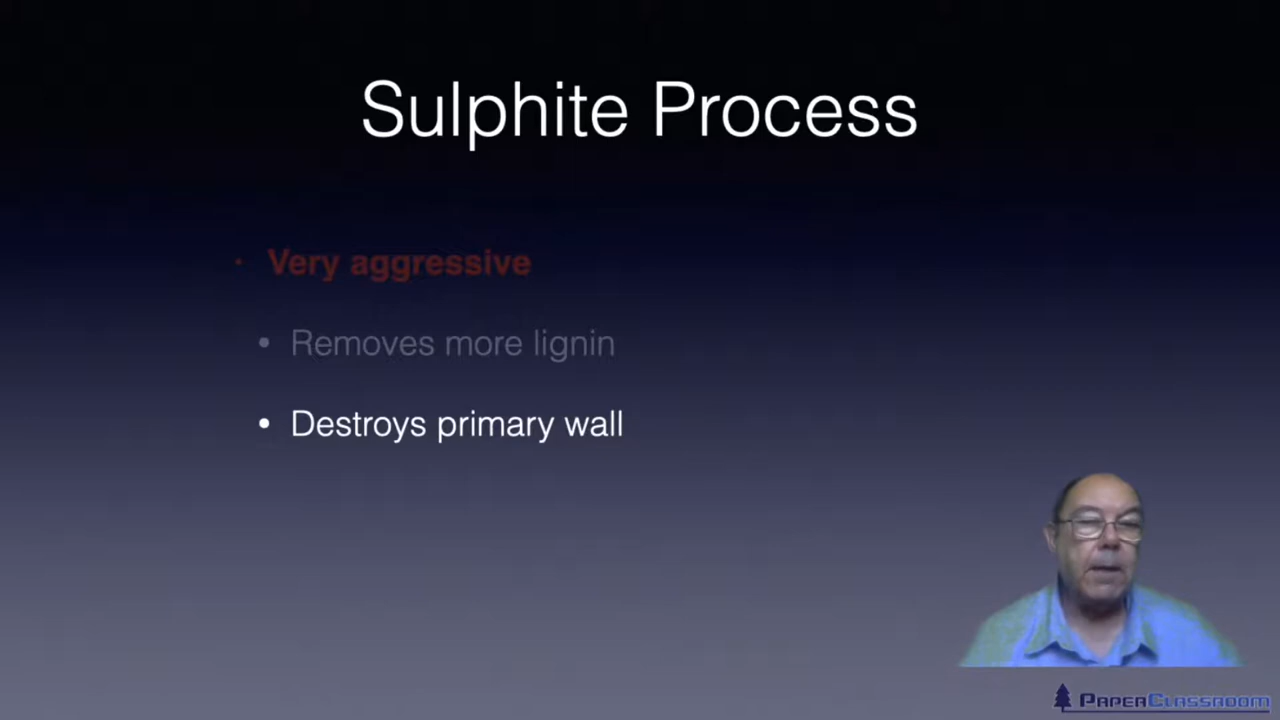 Sulphite Process
• Very aggressive
• Removes more lignin
• Destroys primary wall
PAPERCLASSROOM